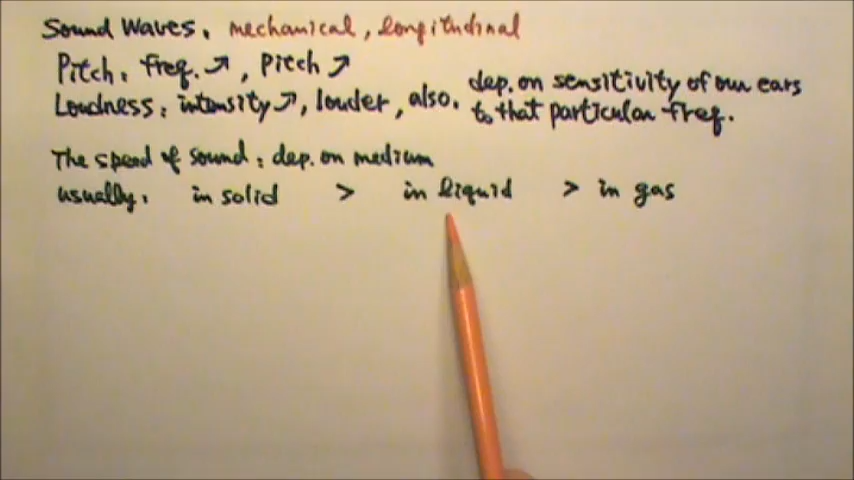 Sound Waves: mechanical, longitudinal
Pitch: freq. ↗, pitch ↗
Loudness: intensity ↗, louder, also. dep. on sensitivity of our ears
to that particular freq.
The speed of sound: dep. on medium
usually: in solid > in liquid > in gas